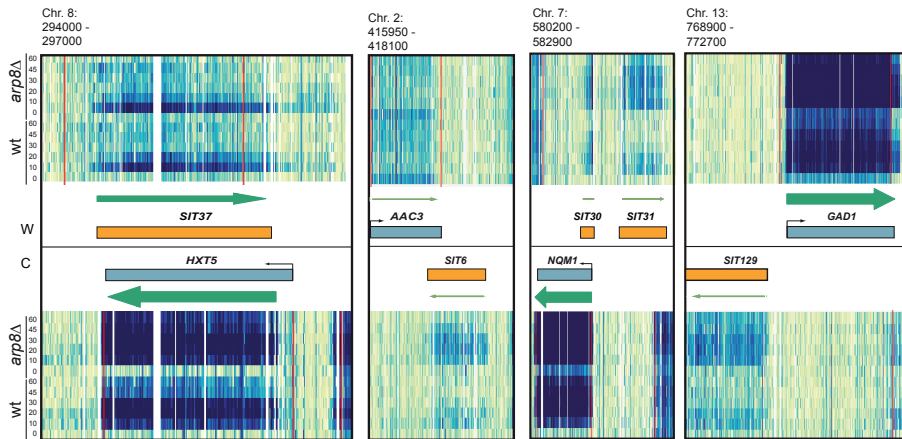 Chr. 8:
294000 -
297000
Chr. 2:
415950 -
418100
Chr. 7:
580200 -
582900
Chr. 13:
768900 -
772700
arp8Δ
60
45
30
20
10
0
wt
60
45
30
20
10
0
W
SIT37
AAC3
SIT30
SIT31
GAD1
C
HXT5
SIT6
NQM1
SIT129
arp8Δ
60
45
30
20
10
0
wt
60
45
30
20
10
0